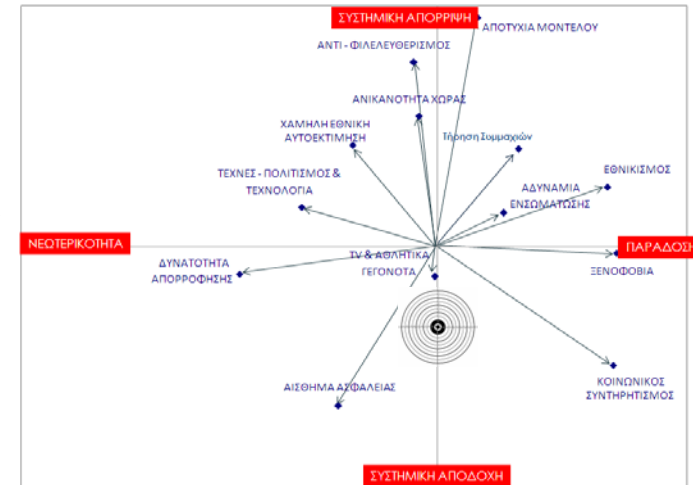 ΣΥΣΤΗΜΙΚΗ ΑΠΟΡΡΙΨΗ
ΑΠΟΤΥΧΙΑ ΜΟΝΤΕΛΟΥ
ΑΝΤΙ - ΦΙΛΕΛΕΥΘΕΡΙΣΜΟΣ
ΑΝΙΚΑΝΟΤΗΤΑ ΧΩΡΑΣ
ΧΑΜΗΛΗ ΕΘΝΙΚΗ
ΑΥΤΟΕΚΤΙΜΗΣΗ
Τήρηση Συμμαχιών
ΤΕΧΝΕΣ - ΠΟΛΙΤΙΣΜΟΣ &
ΤΕΧΝΟΛΟΓΙΑ
ΕΘΝΙΚΙΣΜΟΣ
ΑΔΥΝΑΜΙΑ
ΕΝΣΩΜΑΤΩΣΗΣ
ΝΕΩΤΕΡΙΚΟΤΗΤΑ
ΠΑΡΑΔΟΣΗ
TV & ΑΘΛΗΤΙΚΑ
ΓΕΓΟΝΟΤΑ
ΔΥΝΑΤΟΤΗΤΑ
ΑΠΟΡΡΟΦΗΣΗΣ
ΞΕΝΟΦΟΒΙΑ
ΑΙΣΘΗΜΑ ΑΣΦΑΛΕΙΑΣ
ΚΟΙΝΩΝΙΚΟΣ
ΣΥΝΤΗΡΗΤΙΣΜΟΣ
ΣΥΣΤΗΜΙΚΗ ΑΠΟΔΟΧΗ